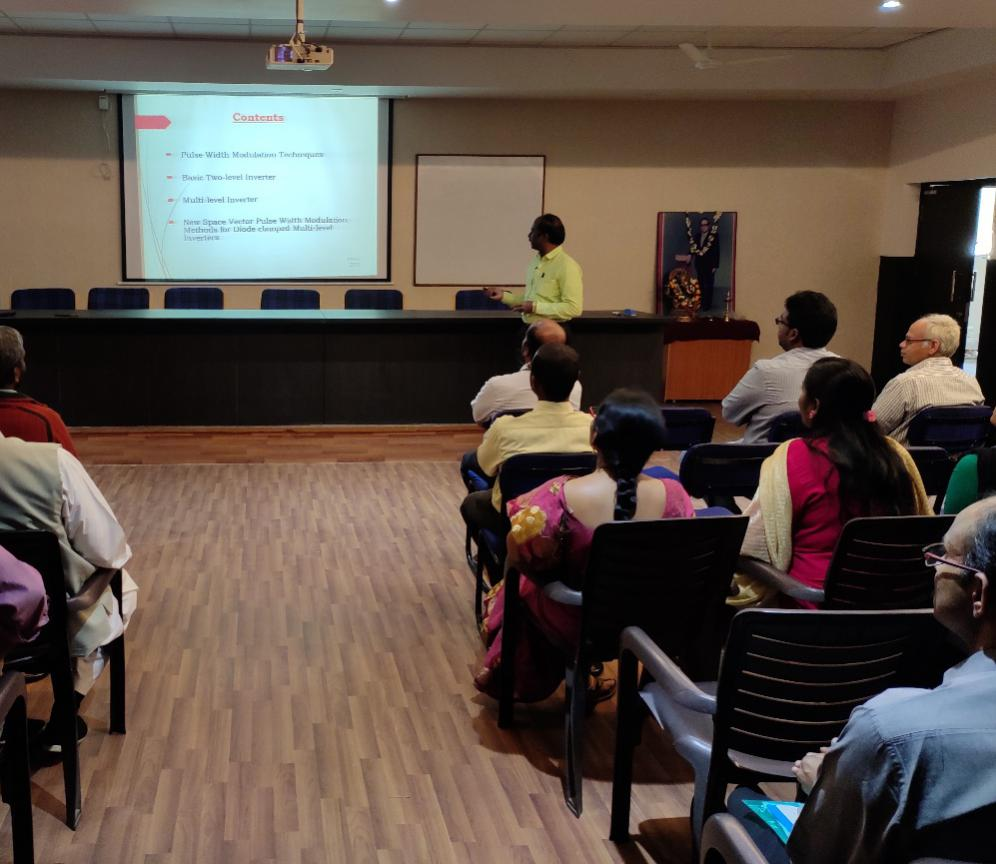 Contents
Pulse Width Modulation Techniques
Basic Two-level Inverter
Multi-level Inverter
New Space Vector Pulse Width Modulation
Methods for Diode clamped Multi-level
Inverters